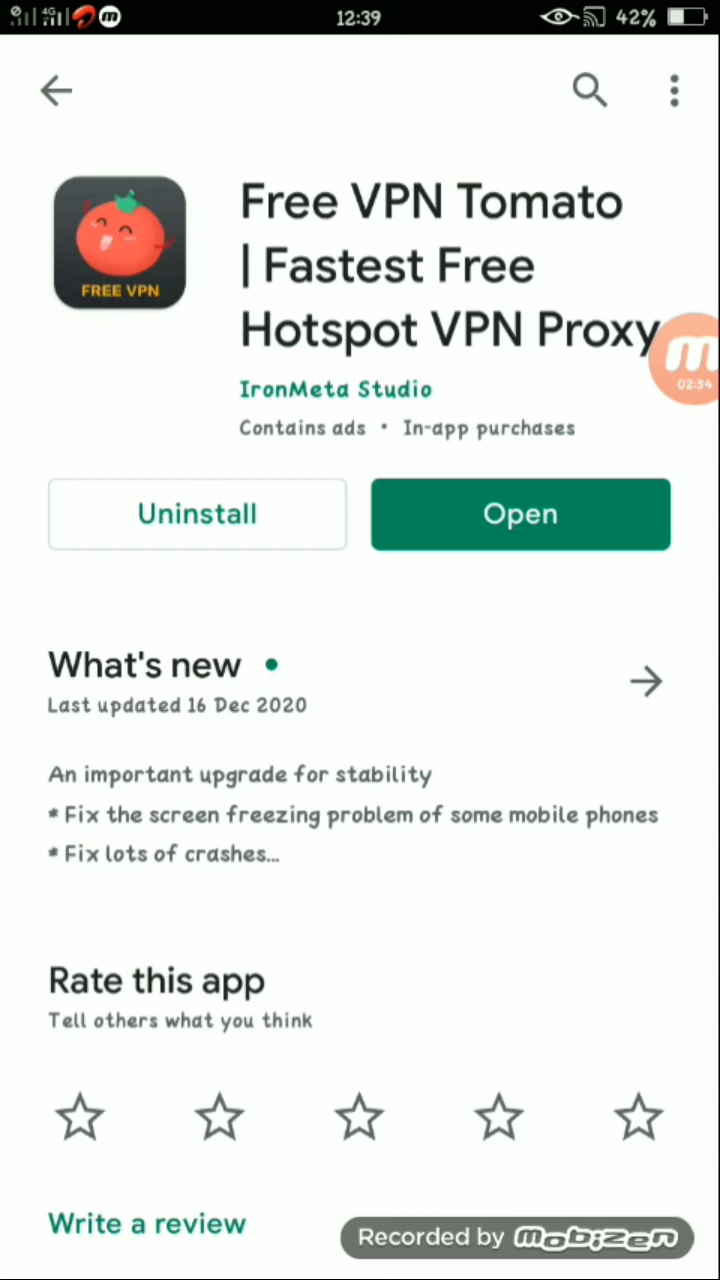 4G
12:39
42%
FREE VPN
Free VPN Tomato
| Fastest Free
Hotspot VPN Proxy
IronMeta Studio
Contains ads • In-app purchases
m
02:54
Uninstall
Open
What's new •
Last updated 16 Dec 2020
An important upgrade for stability
* Fix the screen freezing problem of some mobile phones
* Fix lots of crashes...
Rate this app
Tell others what you think
Write a review
Recorded by mobizen